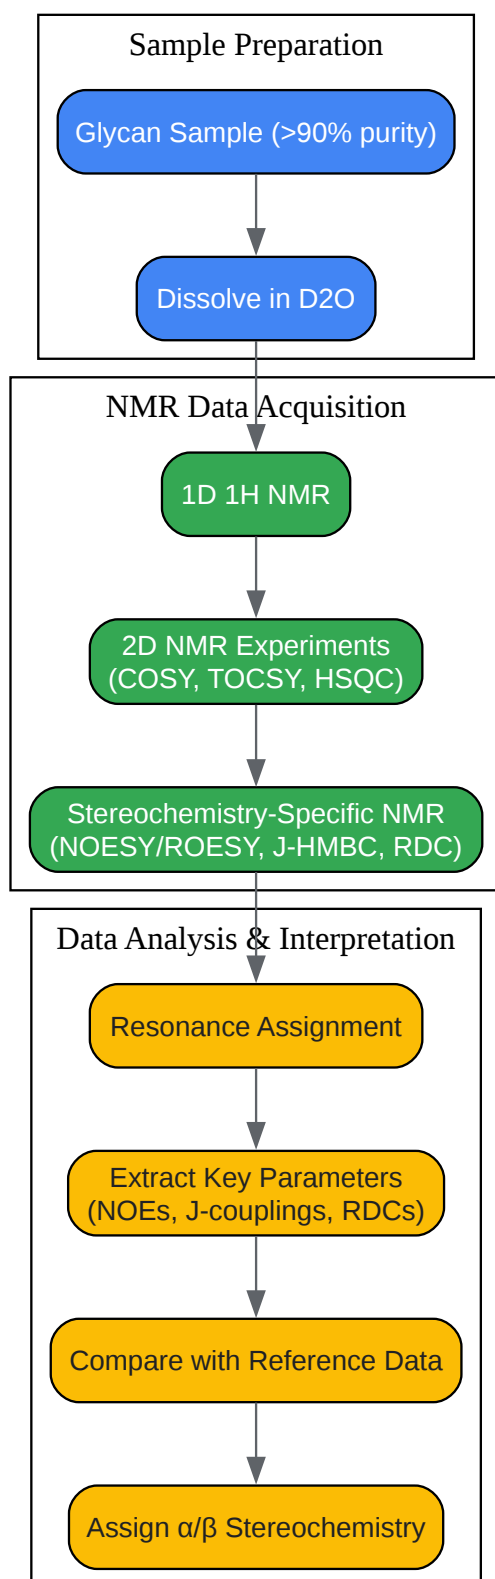 Sample Preparation
Glycan Sample (>90% purity)
Dissolve in D2O
NMR Data Acquisition
1D 1H NMR
2D NMR Experiments
(COSY, TOCSY, HSQC)
Stereochemistry-Specific NMR
(NOESY/ROESY, J-HMBC, RDC)
Data Analysis & Interpretation
Resonance Assignment
Extract Key Parameters
(NOEs, J-couplings, RDCs)
Compare with Reference Data
Assign α/β Stereochemistry